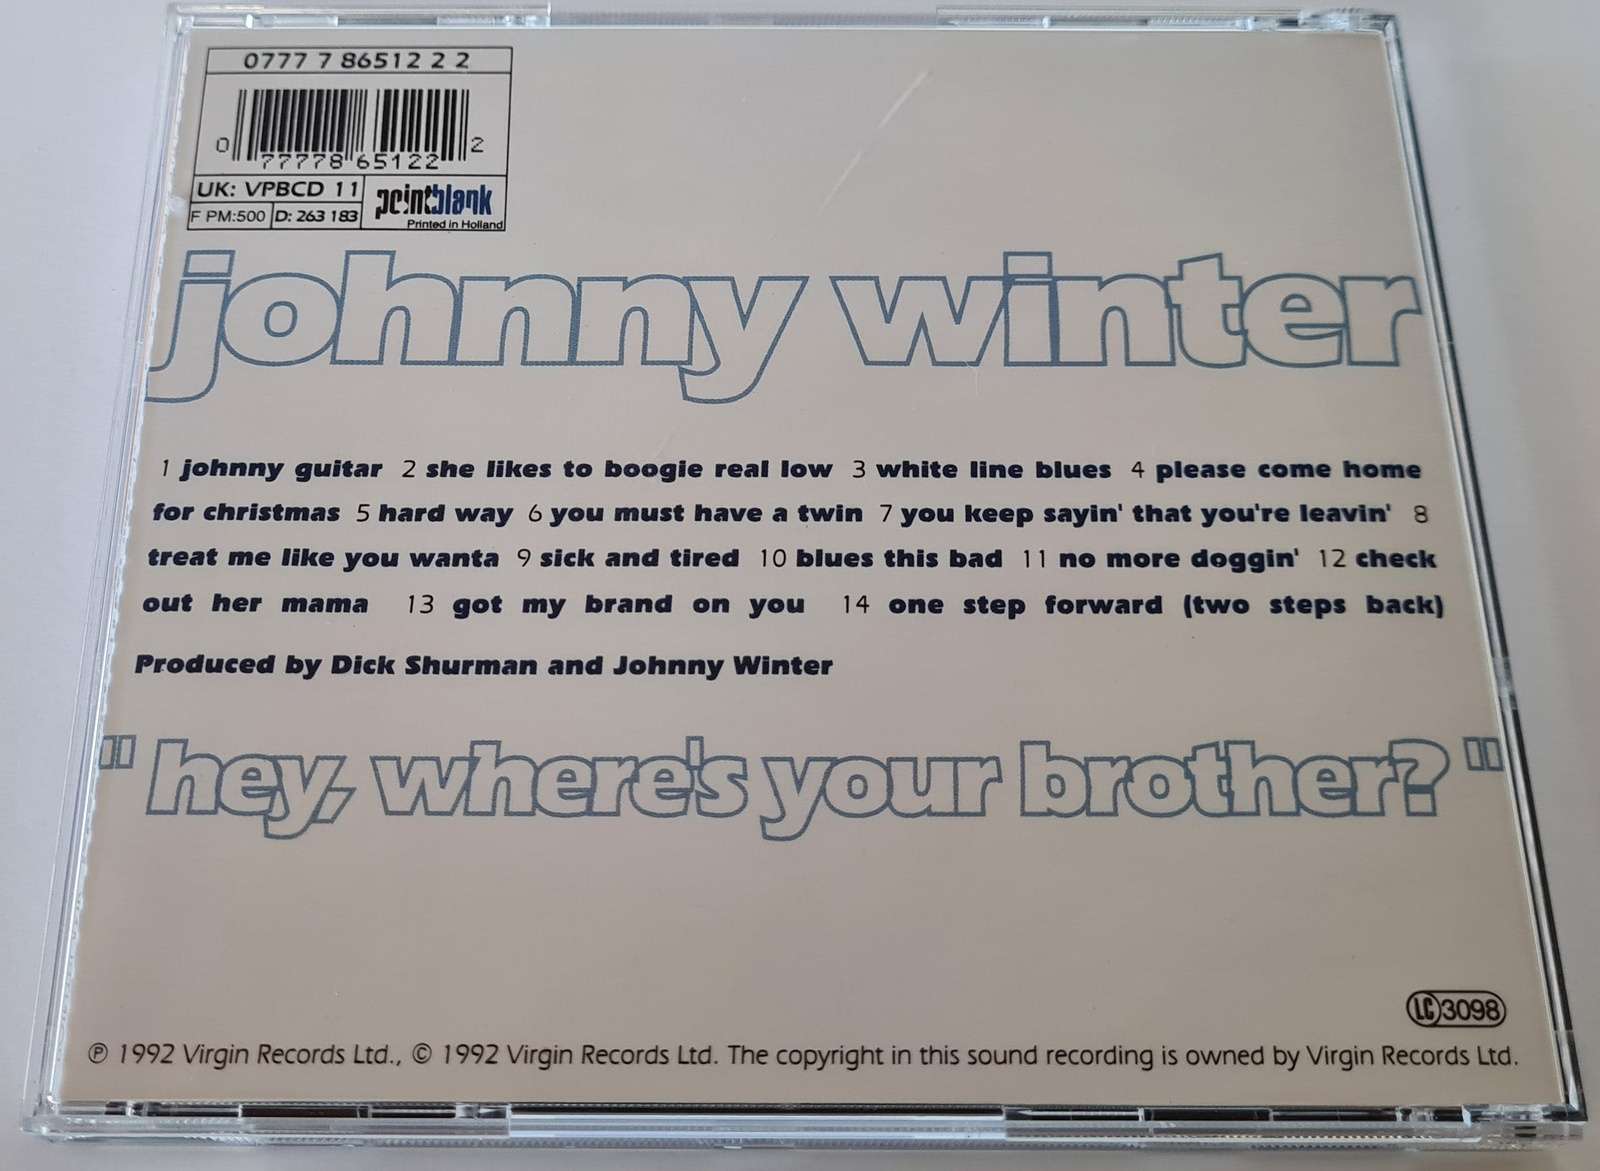 0777 7 86512 2 2
0 77778 65122 2
UK: VPBCD 11
F PM:500 D: 263 183
pointblank
Printed in Holland
johnny winter
1 johnny guitar 2 she likes to boogie real low 3 white line blues 4 please come home
for christmas 5 hard way 6 you must have a twin 7 you keep sayin' that you're leavin' 8
treat me like you wanta 9 sick and tired 10 blues this bad 11 no more doggin' 12 check
out her mama 13 got my brand on you 14 one step forward (two steps back)
Produced by Dick Shurman and Johnny Winter
"hey, where's your brother?"
LC 3098
℗ 1992 Virgin Records Ltd., © 1992 Virgin Records Ltd. The copyright in this sound recording is owned by Virgin Records Ltd.